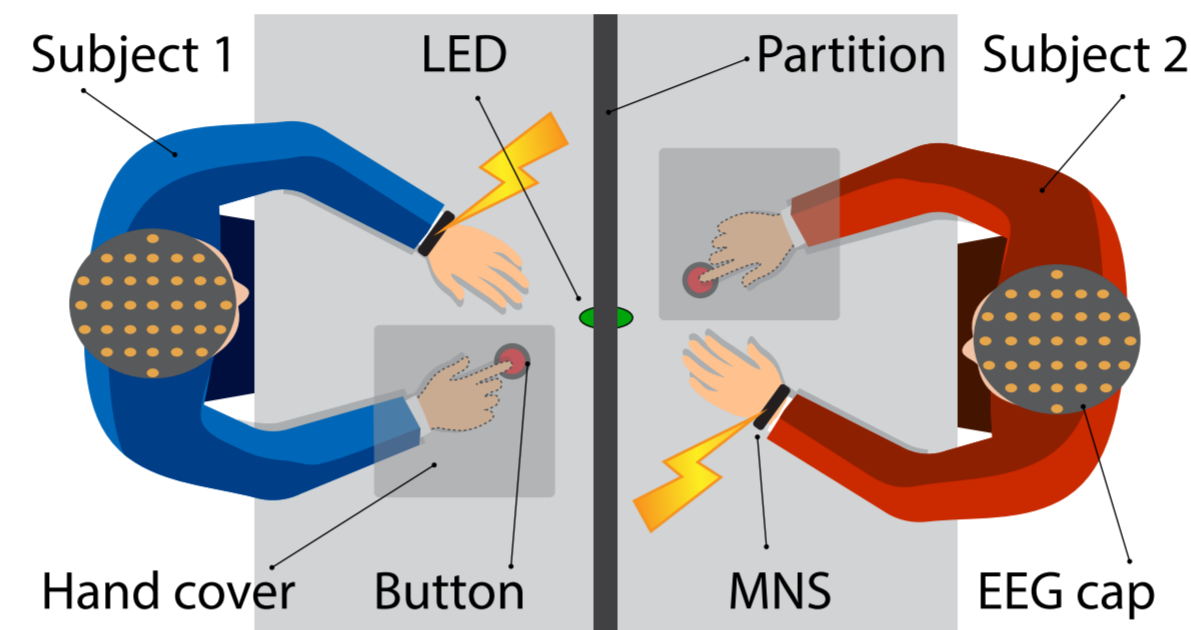 Subject 1
LED
Partition
Subject 2
Hand cover
Button
MNS
EEG cap